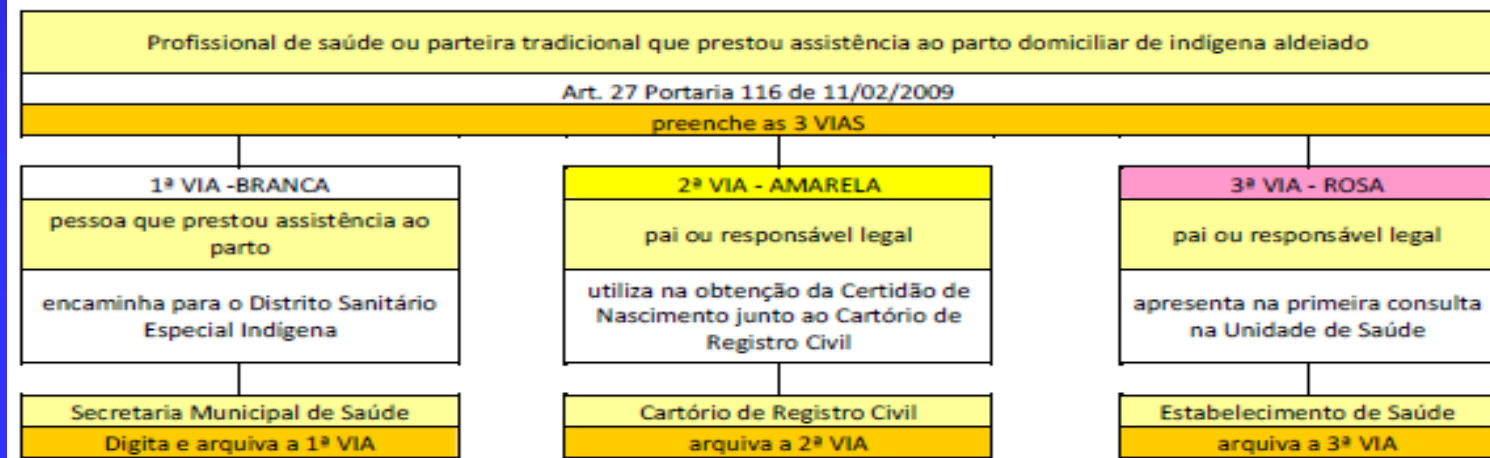 Profissional de saúde ou parteira tradicional que prestou assistência ao parto domiciliar de indígena aldeiado
Art. 27 Portaria 116 de 11/02/2009
preenche as 3 VIAS
1ª VIA -BRANCA
pessoa que prestou assistência ao
parto
encaminha para o Distrito Sanitário
Especial Indígena
Secretaria Municipal de Saúde
Digita e arquiva a 1ª VIA
2ª VIA - AMARELA
pai ou responsável legal
utiliza na obtenção da Certidão de
Nascimento junto ao Cartório de
Registro Civil
Cartório de Registro Civil
arquiva a 2ª VIA
3ª VIA - ROSA
pai ou responsável legal
apresenta na primeira consulta
na Unidade de Saúde
Estabelecimento de Saúde
arquiva a 3ª VIA